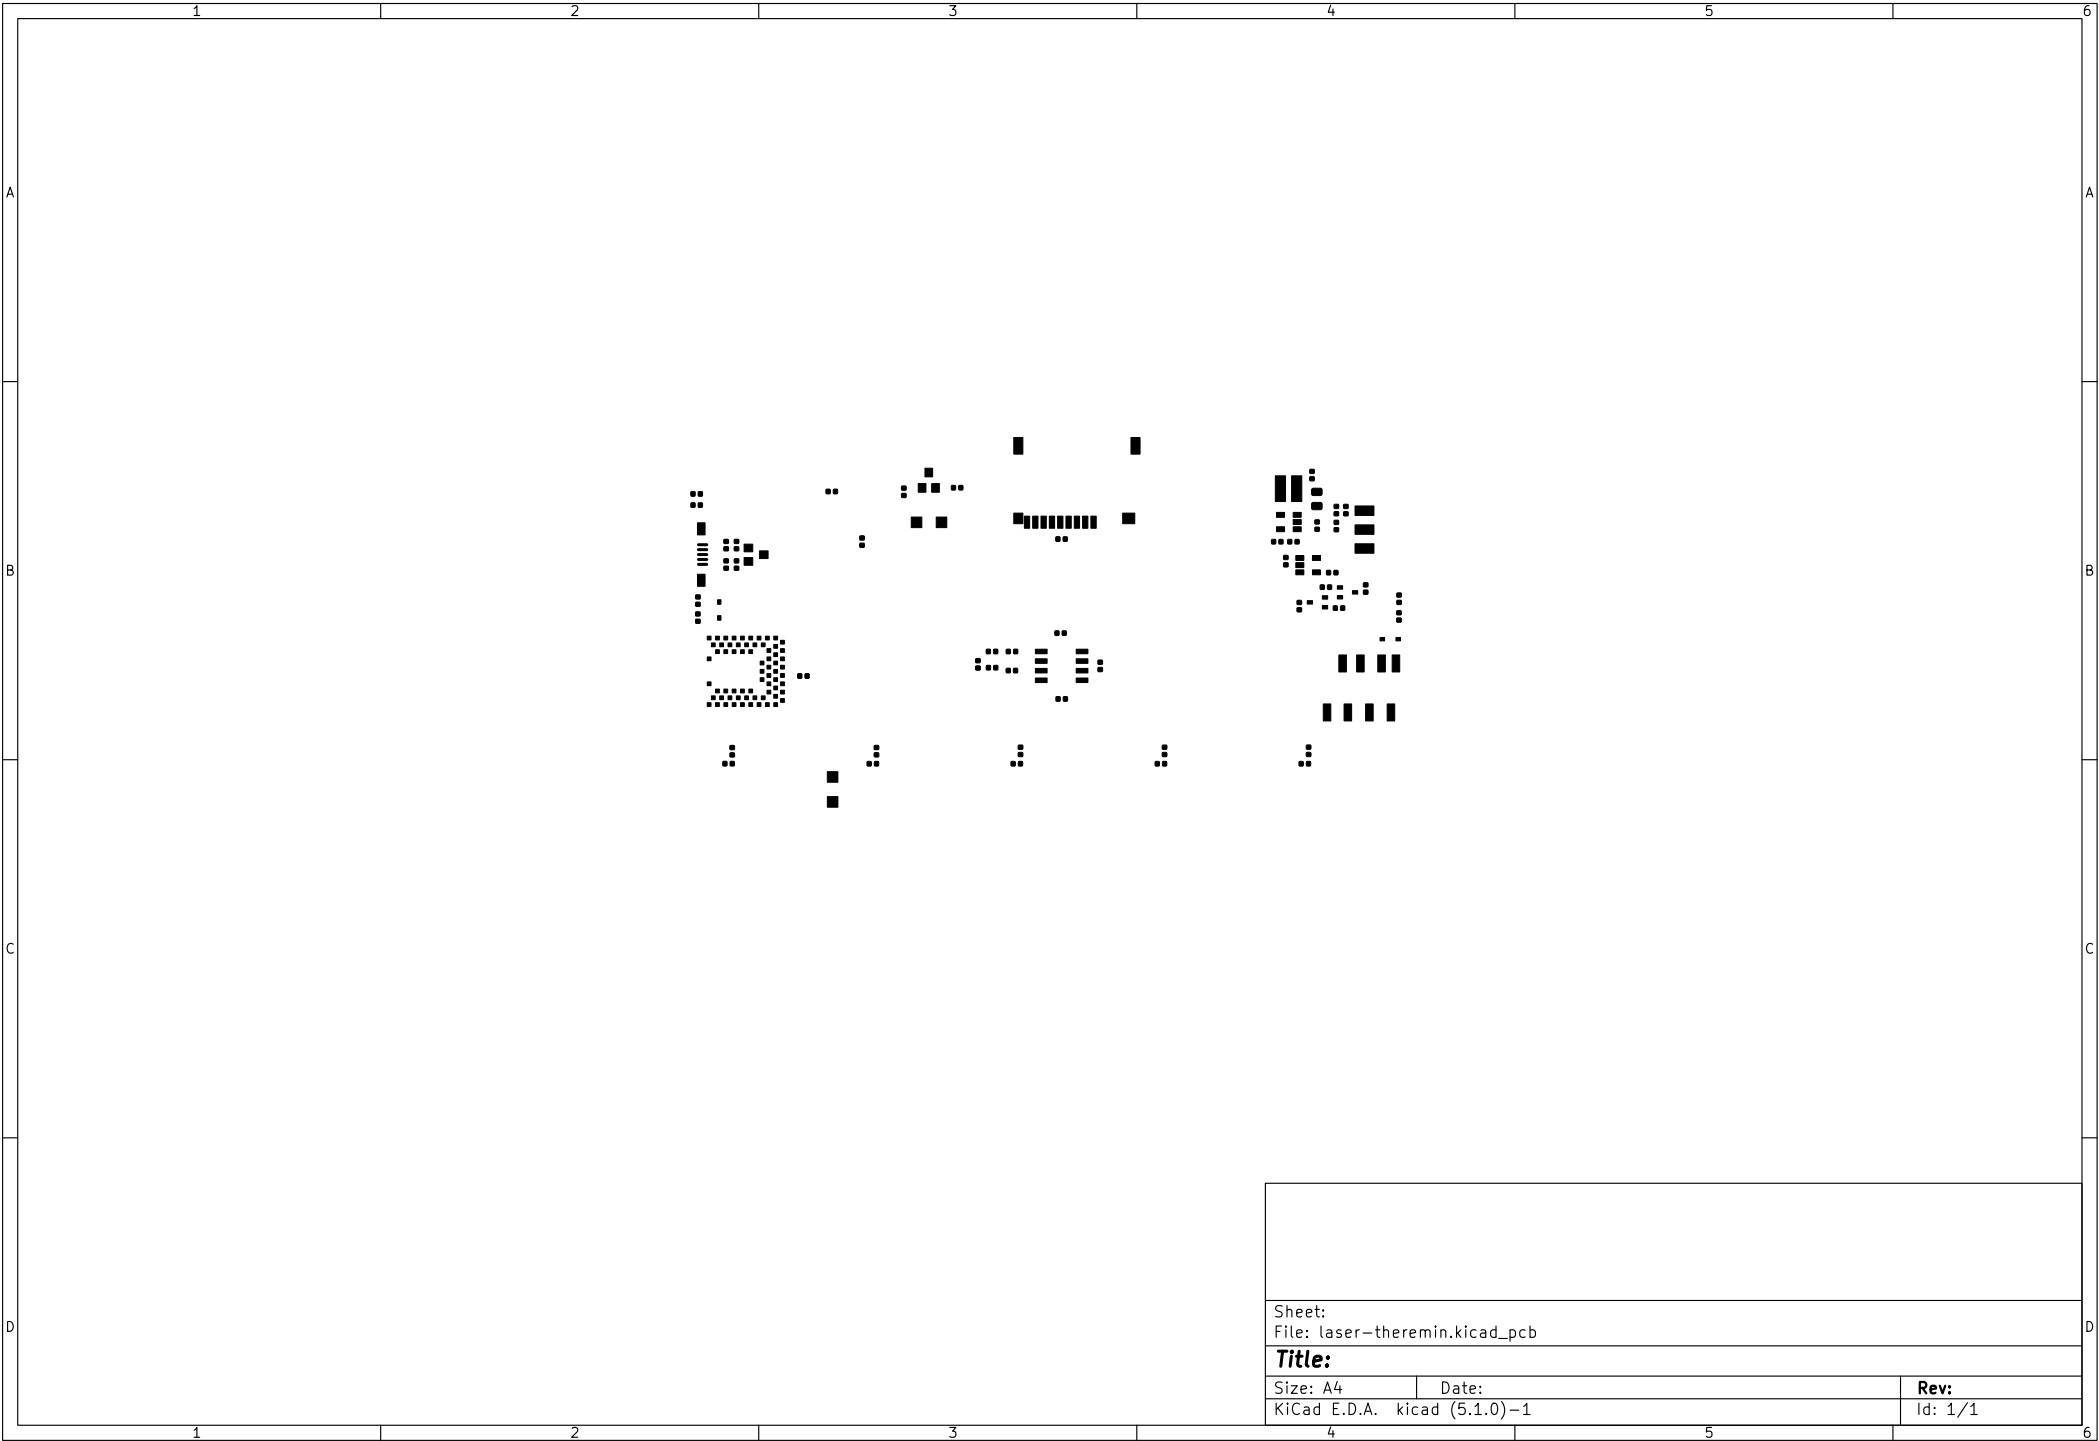 1 2 3 4 5 6
A A
B B
C C
D D
Sheet:
File: laser-theremin.kicad_pcb
Title:
Size: A4 Date: Rev:
KiCad E.D.A. kicad (5.1.0)-1 Id: 1/1
1 2 3 4 5 6